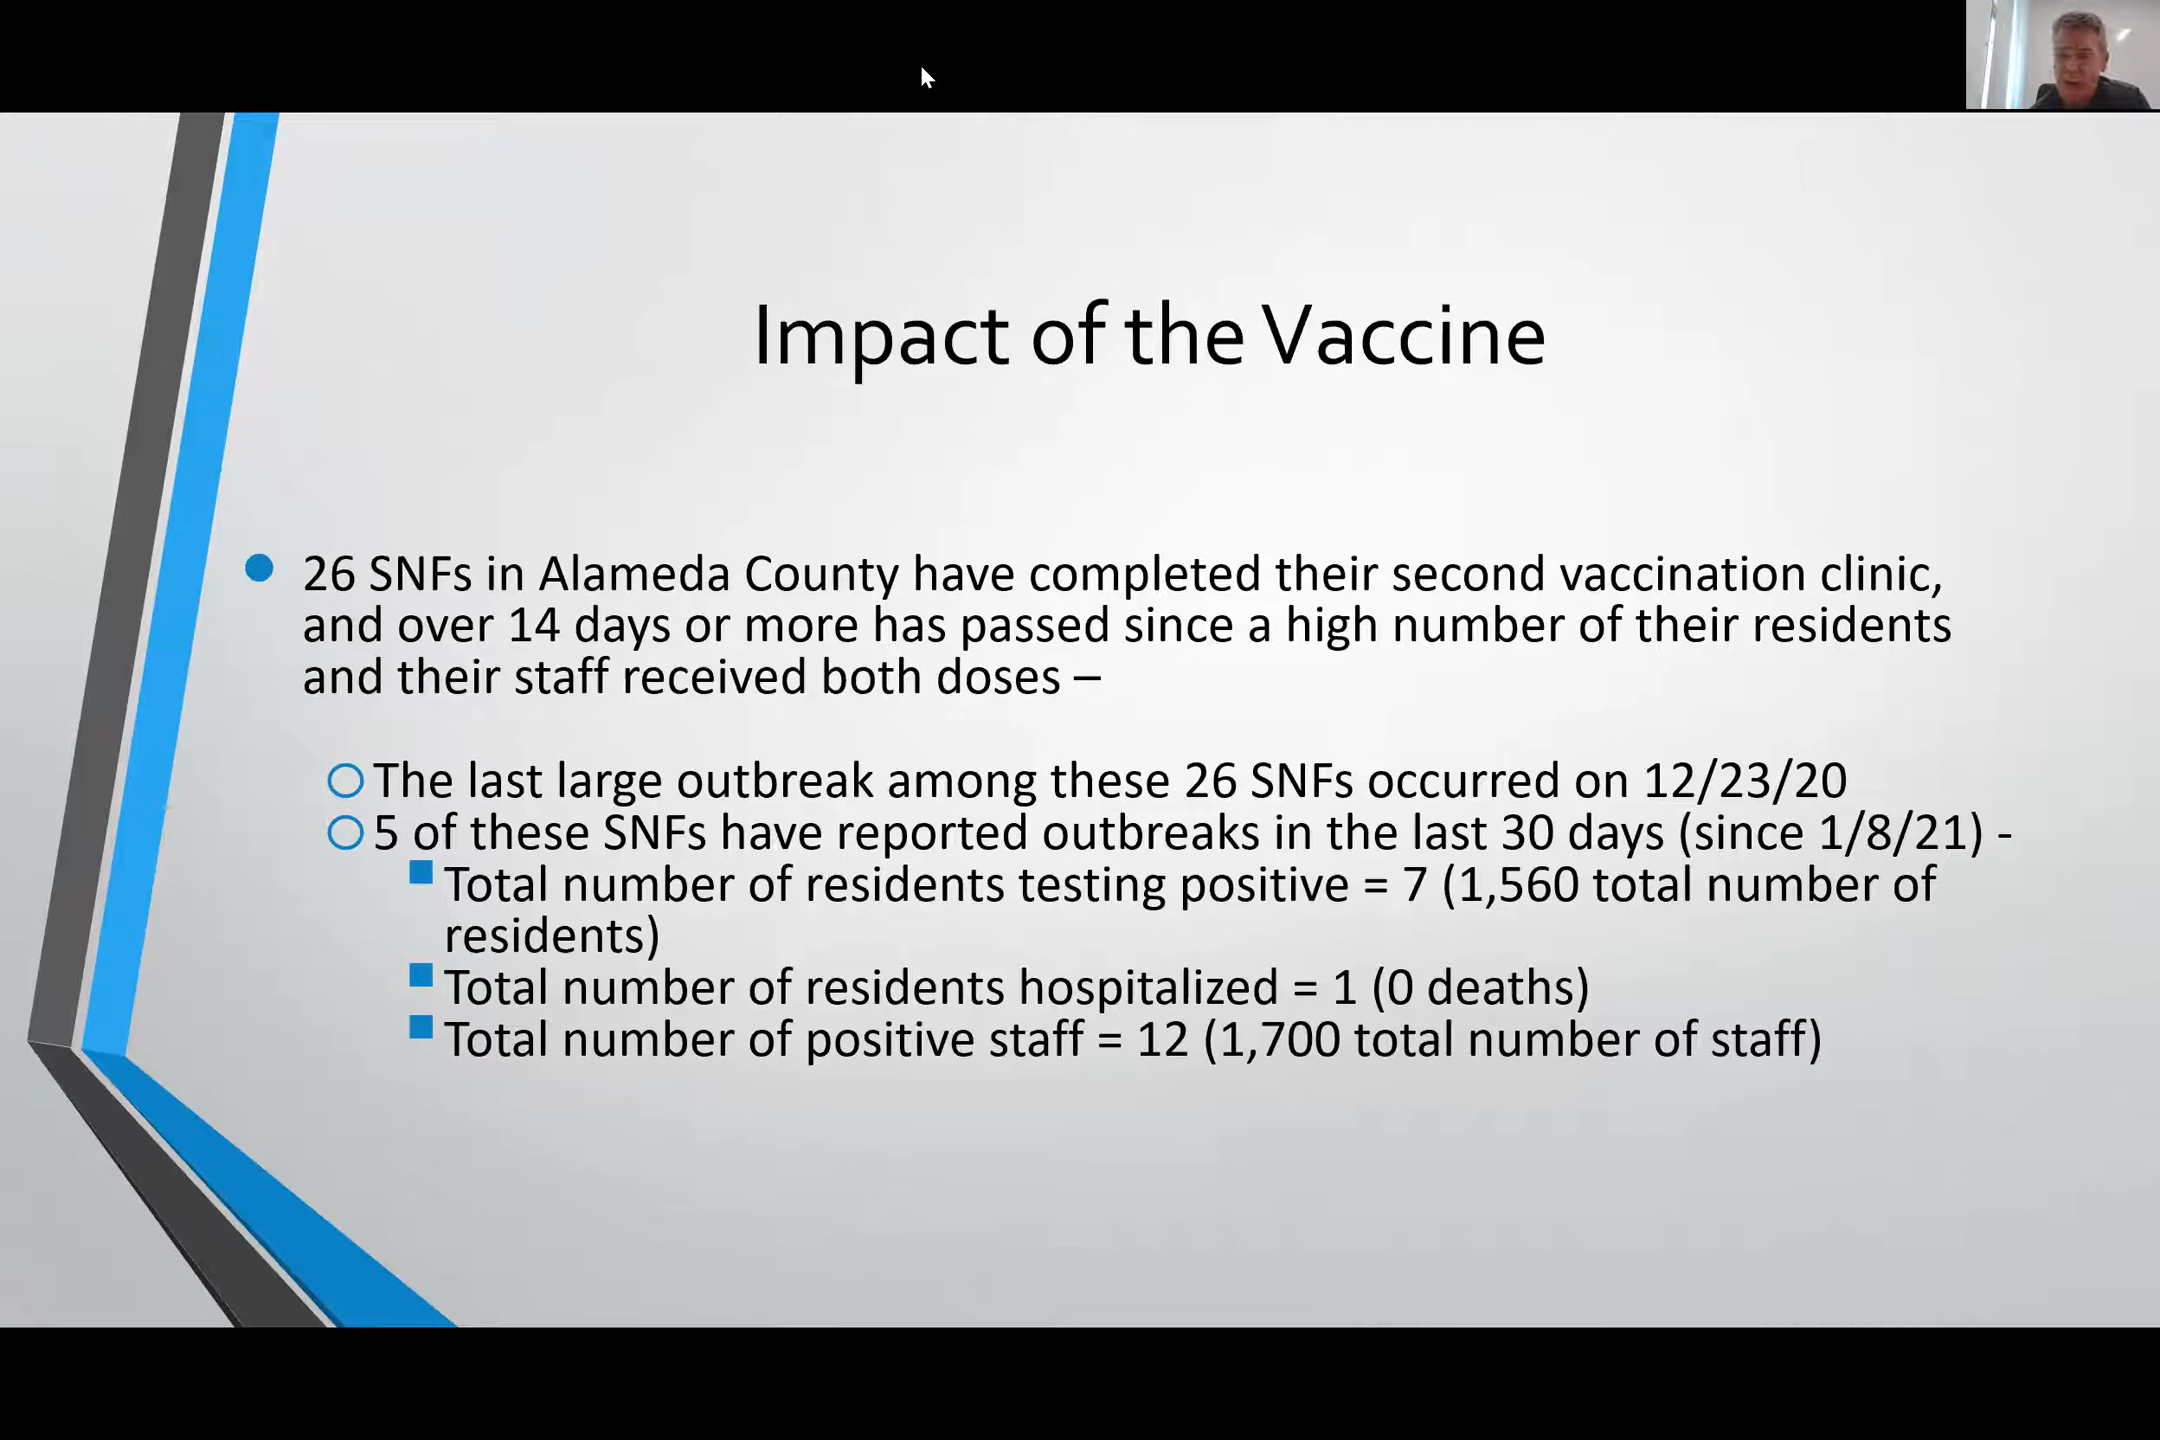 Impact of the Vaccine
26 SNFs in Alameda County have completed their second vaccination clinic,
and over 14 days or more has passed since a high number of their residents
and their staff received both doses –
The last large outbreak among these 26 SNFs occurred on 12/23/20
5 of these SNFs have reported outbreaks in the last 30 days (since 1/8/21) -
Total number of residents testing positive = 7 (1,560 total number of
residents)
Total number of residents hospitalized = 1 (0 deaths)
Total number of positive staff = 12 (1,700 total number of staff)